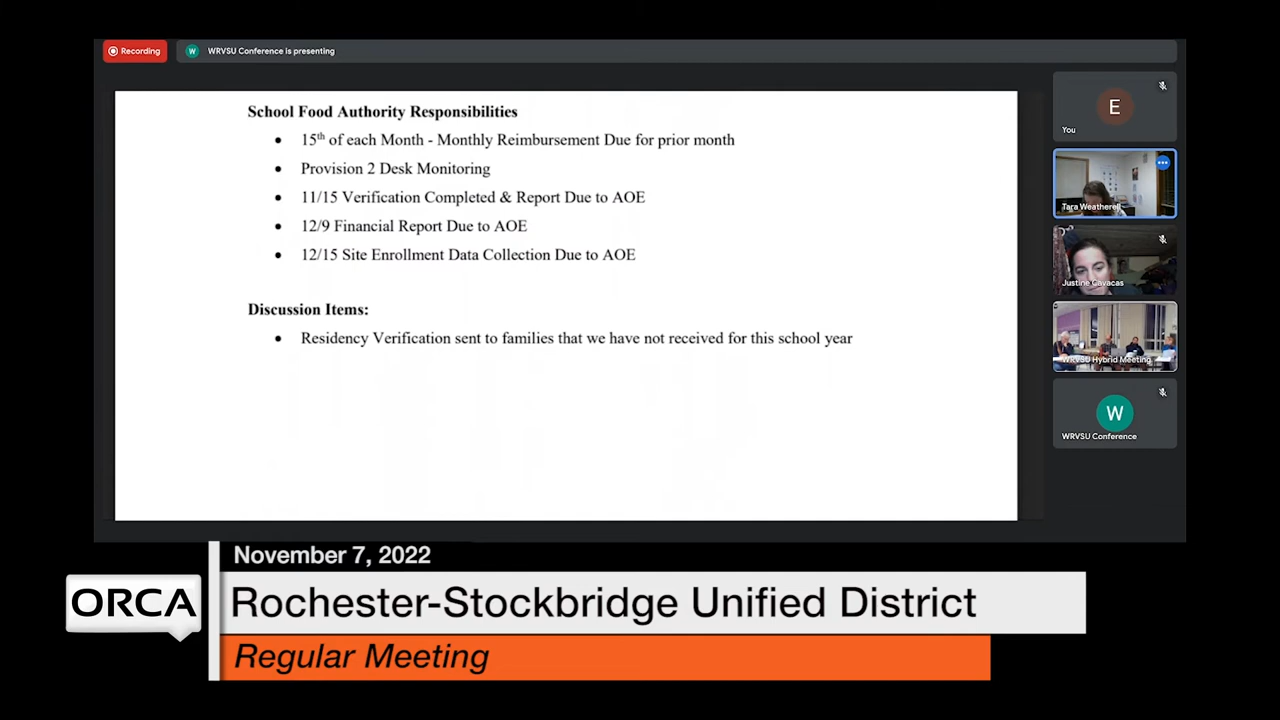 Recording
W
WRVSU Conference is presenting
School Food Authority Responsibilities
• 15th of each Month - Monthly Reimbursement Due for prior month
• Provision 2 Desk Monitoring
• 11/15 Verification Completed & Report Due to AOE
• 12/9 Financial Report Due to AOE
• 12/15 Site Enrollment Data Collection Due to AOE
Discussion Items:
• Residency Verification sent to families that we have not received for this school year
E
You
Tara Weatherell
Justine Cavacas
WRVSU Hybrid Meeting
W
WRVSU Conference
November 7, 2022
ORCA
Rochester-Stockbridge Unified District
Regular Meeting